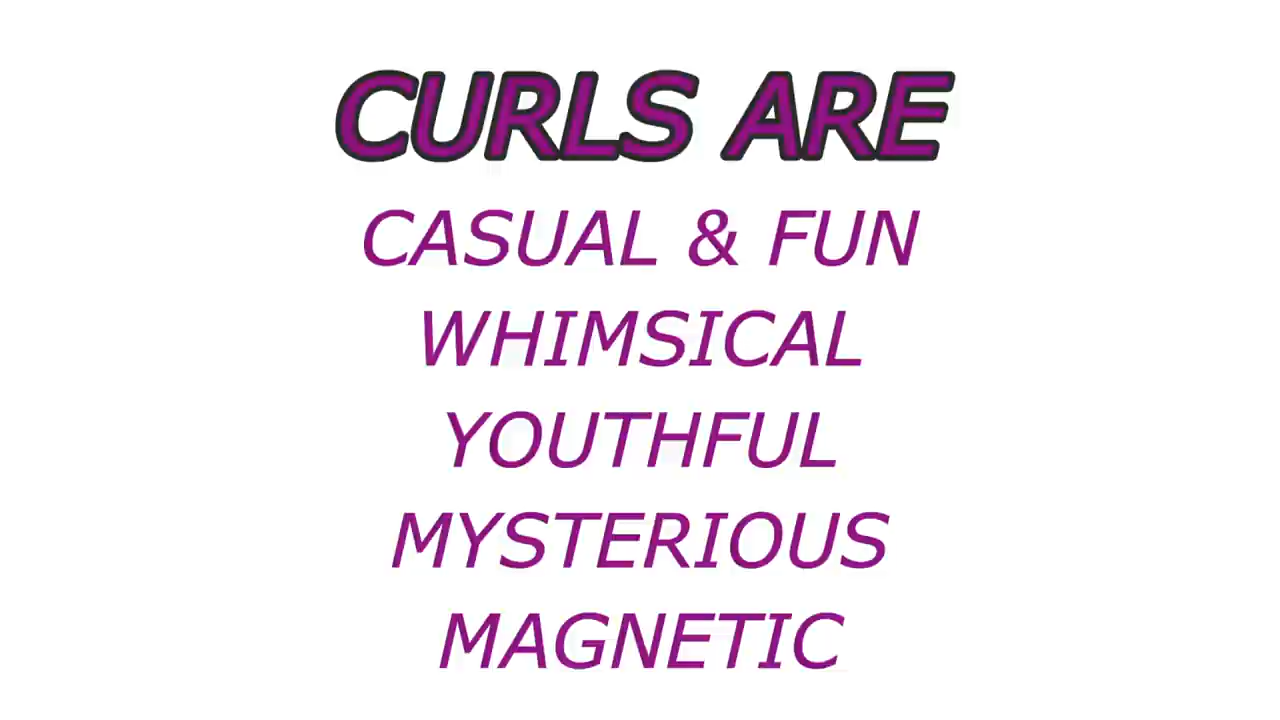 CURLS ARE
CASUAL & FUN
WHIMSICAL
YOUTHFUL
MYSTERIOUS
MAGNETIC